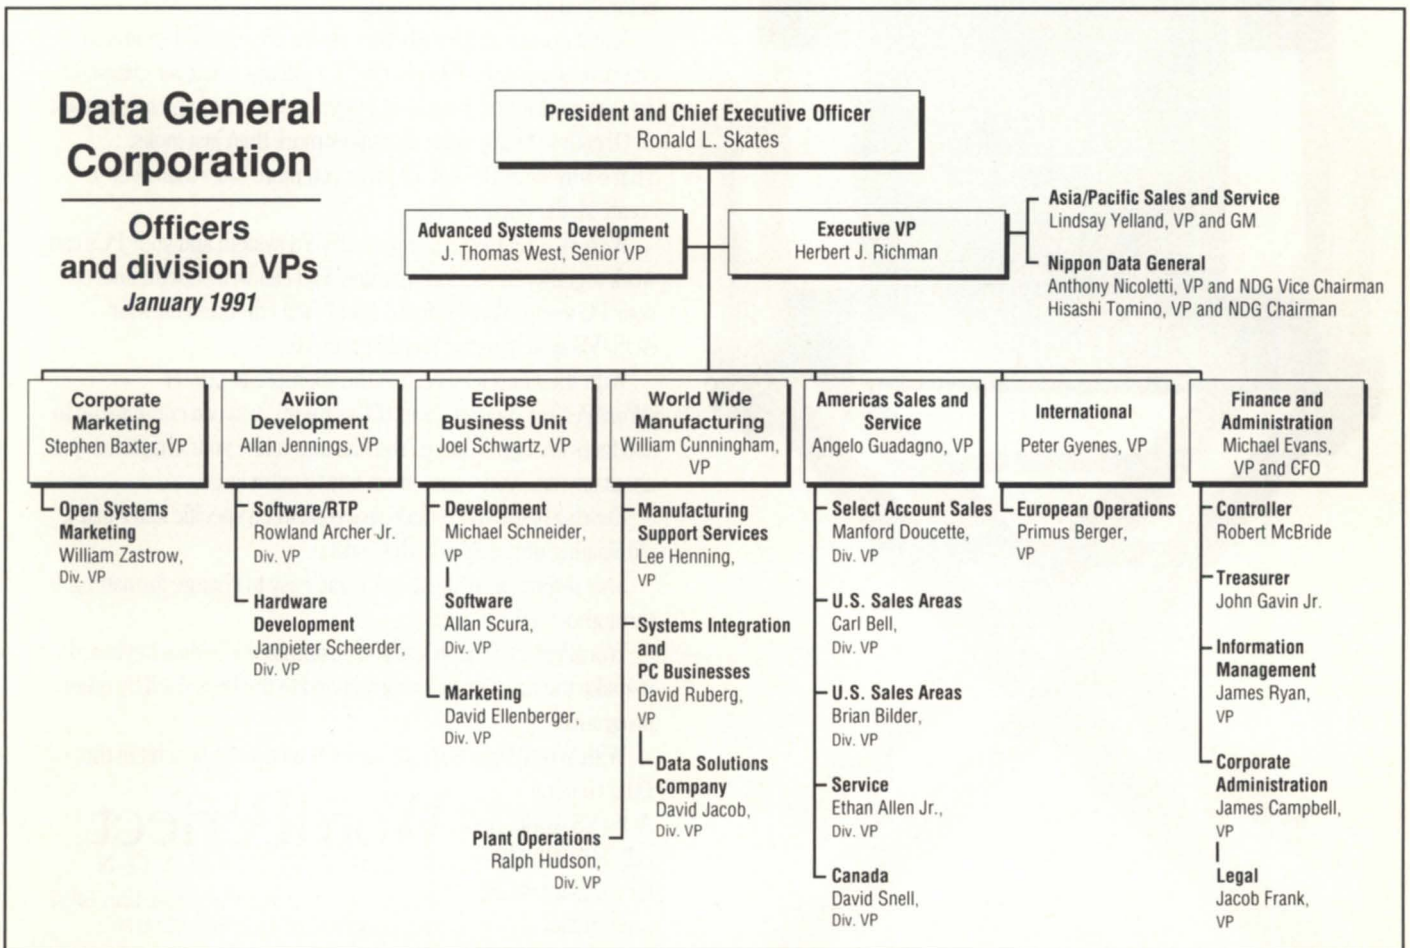 Data General
Corporation
Officers
and division VPs
January 1991
President and Chief Executive Officer
Ronald L. Skates
Advanced Systems Development
J. Thomas West, Senior VP
Executive VP
Herbert J. Richman
Asia/Pacific Sales and Service
Lindsay Yelland, VP and GM
Nippon Data General
Anthony Nicoletti, VP and NDG Vice Chairman
Hisashi Tomino, VP and NDG Chairman
Corporate
Marketing
Stephen Baxter, VP
Open Systems
Marketing
William Zastrow,
Div. VP
Aviion
Development
Allan Jennings, VP
Software/RTP
Rowland Archer Jr.
Div. VP
Hardware
Development
Janpieter Scheerder,
Div. VP
Eclipse
Business Unit
Joel Schwartz, VP
Development
Michael Schneider,
VP
Software
Allan Scura,
Div. VP
Marketing
David Ellenberger,
Div. VP
World Wide
Manufacturing
William Cunningham,
VP
Manufacturing
Support Services
Lee Henning,
VP
Systems Integration
and
PC Businesses
David Ruberg,
VP
Data Solutions
Company
David Jacob,
Div. VP
Plant Operations
Ralph Hudson,
Div. VP
Americas Sales and
Service
Angelo Guadagno, VP
Select Account Sales
Manford Doucette,
Div. VP
U.S. Sales Areas
Carl Bell,
Div. VP
U.S. Sales Areas
Brian Bilder,
Div. VP
Service
Ethan Allen Jr.,
Div. VP
Canada
David Snell,
Div. VP
International
Peter Gyenes, VP
European Operations
Primus Berger,
VP
Finance and
Administration
Michael Evans,
VP and CFO
Controller
Robert McBride
Treasurer
John Gavin Jr.
Information
Management
James Ryan,
VP
Corporate
Administration
James Campbell,
VP
Legal
Jacob Frank,
VP